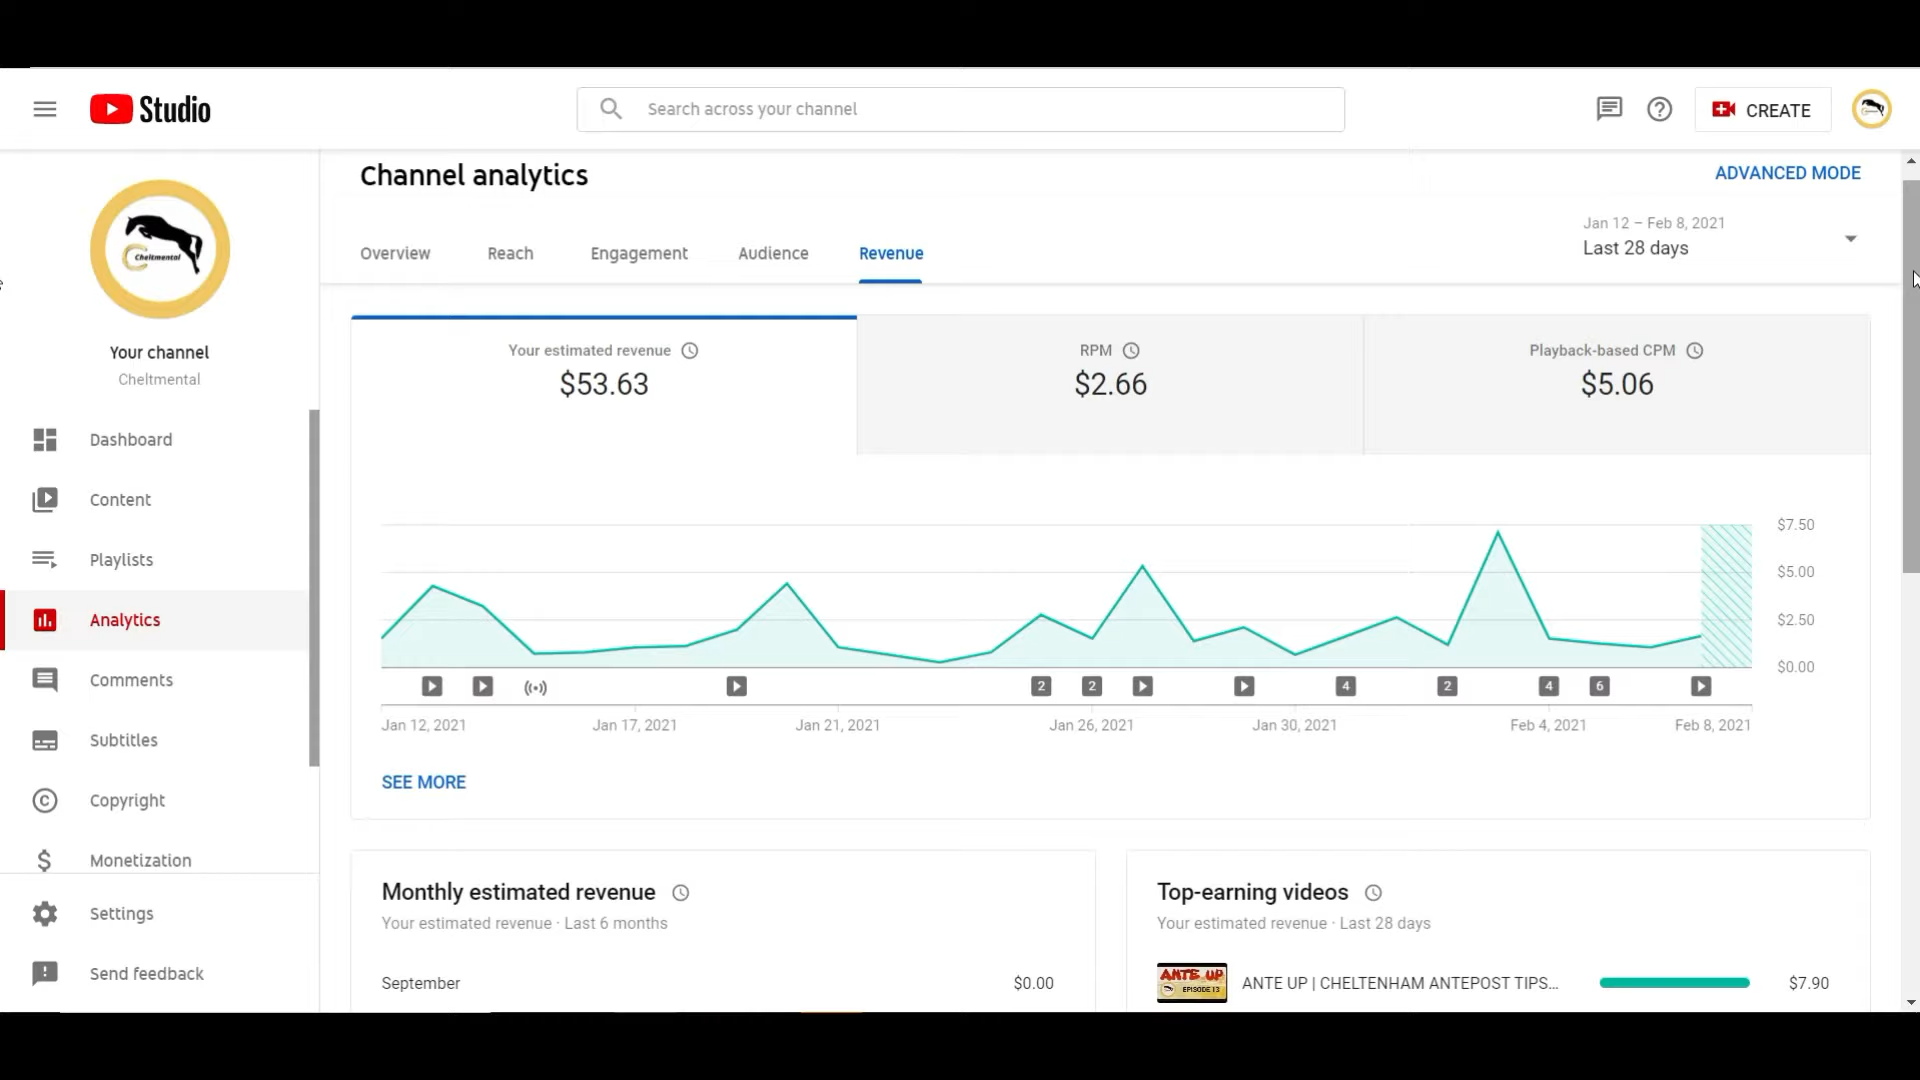 Studio
Search across your channel
CREATE
Cheltmental
Your channel
Cheltmental
Dashboard
Content
Playlists
Analytics
Comments
Subtitles
Copyright
Monetization
Settings
Send feedback
Channel analytics
ADVANCED MODE
Overview
Reach
Engagement
Audience
Revenue
Jan 12 – Feb 8, 2021
Last 28 days
Your estimated revenue
$53.63
RPM
$2.66
Playback-based CPM
$5.06
$7.50
$5.00
$2.50
$0.00
2 2 4 2 4 6
Jan 12, 2021 Jan 17, 2021 Jan 21, 2021 Jan 26, 2021 Jan 30, 2021 Feb 4, 2021 Feb 8, 2021
SEE MORE
Monthly estimated revenue
Your estimated revenue · Last 6 months
September $0.00
Top-earning videos
Your estimated revenue · Last 28 days
ANTE UP
EPISODE 13
ANTE UP | CHELTENHAM ANTEPOST TIPS... $7.90